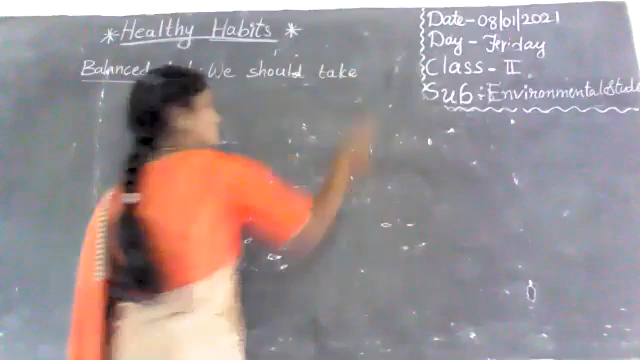 * Healthy Habits *
Balanced We should take
Date-08/01/2021
Day - Friday
Class - II
Sub :- Environmental Stud